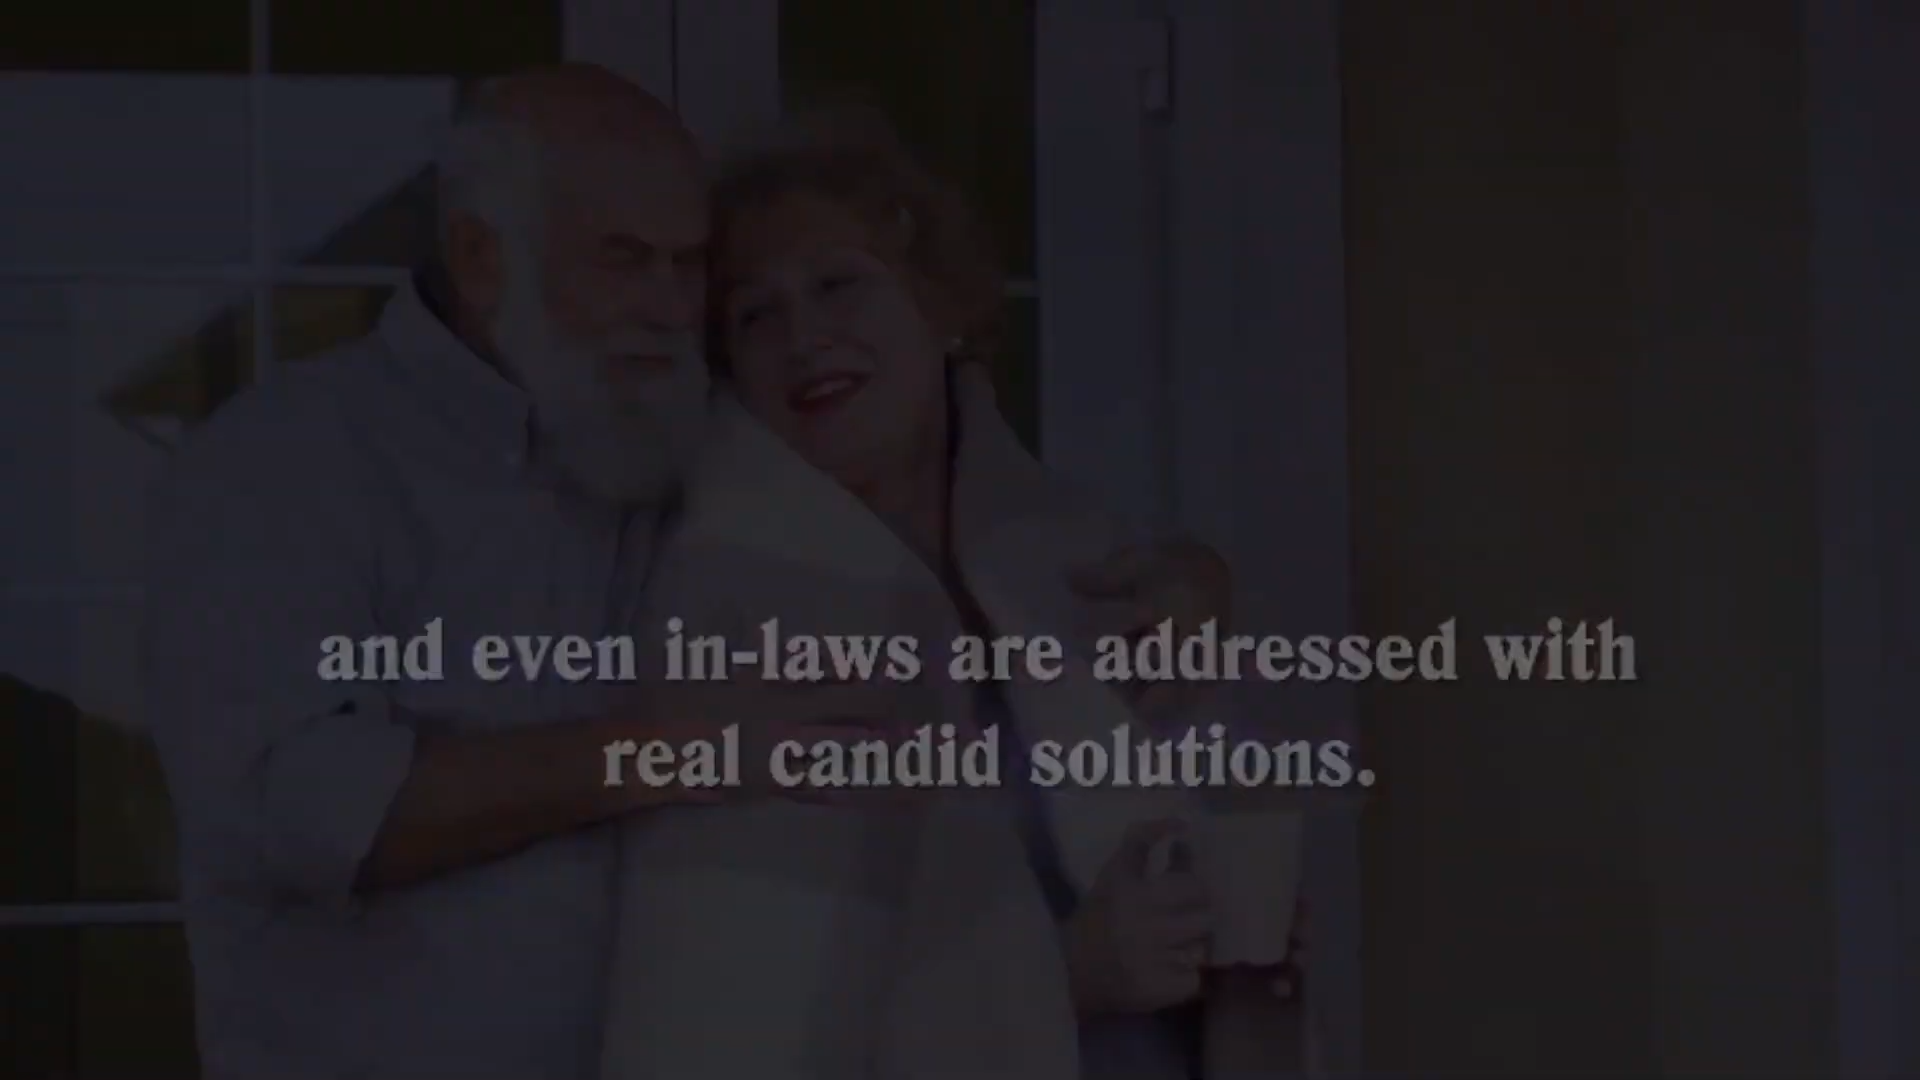 and even in-laws are addressed with
real candid solutions.